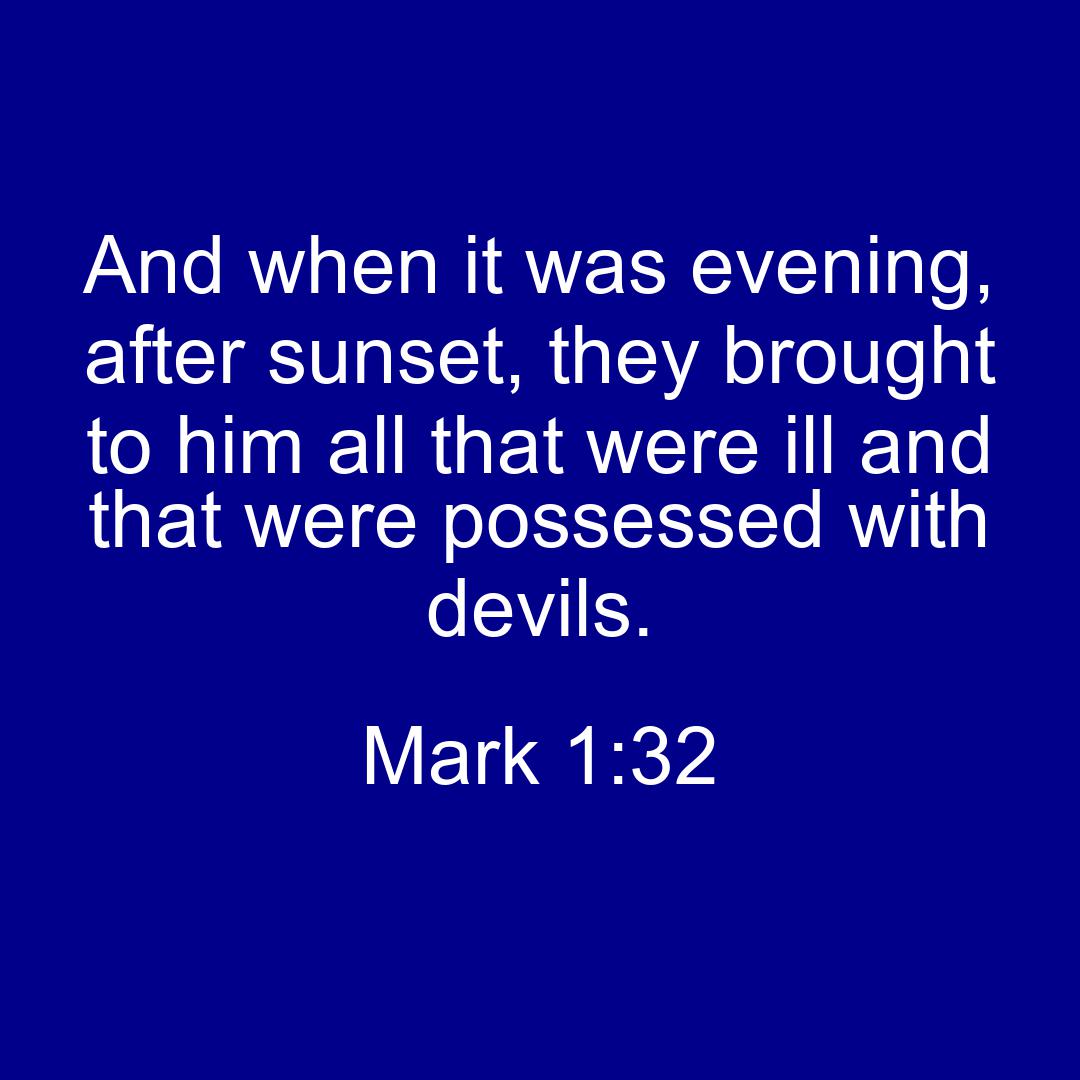 And when it was evening,
after sunset, they brought
to him all that were ill and
that were possessed with
devils.
Mark 1:32